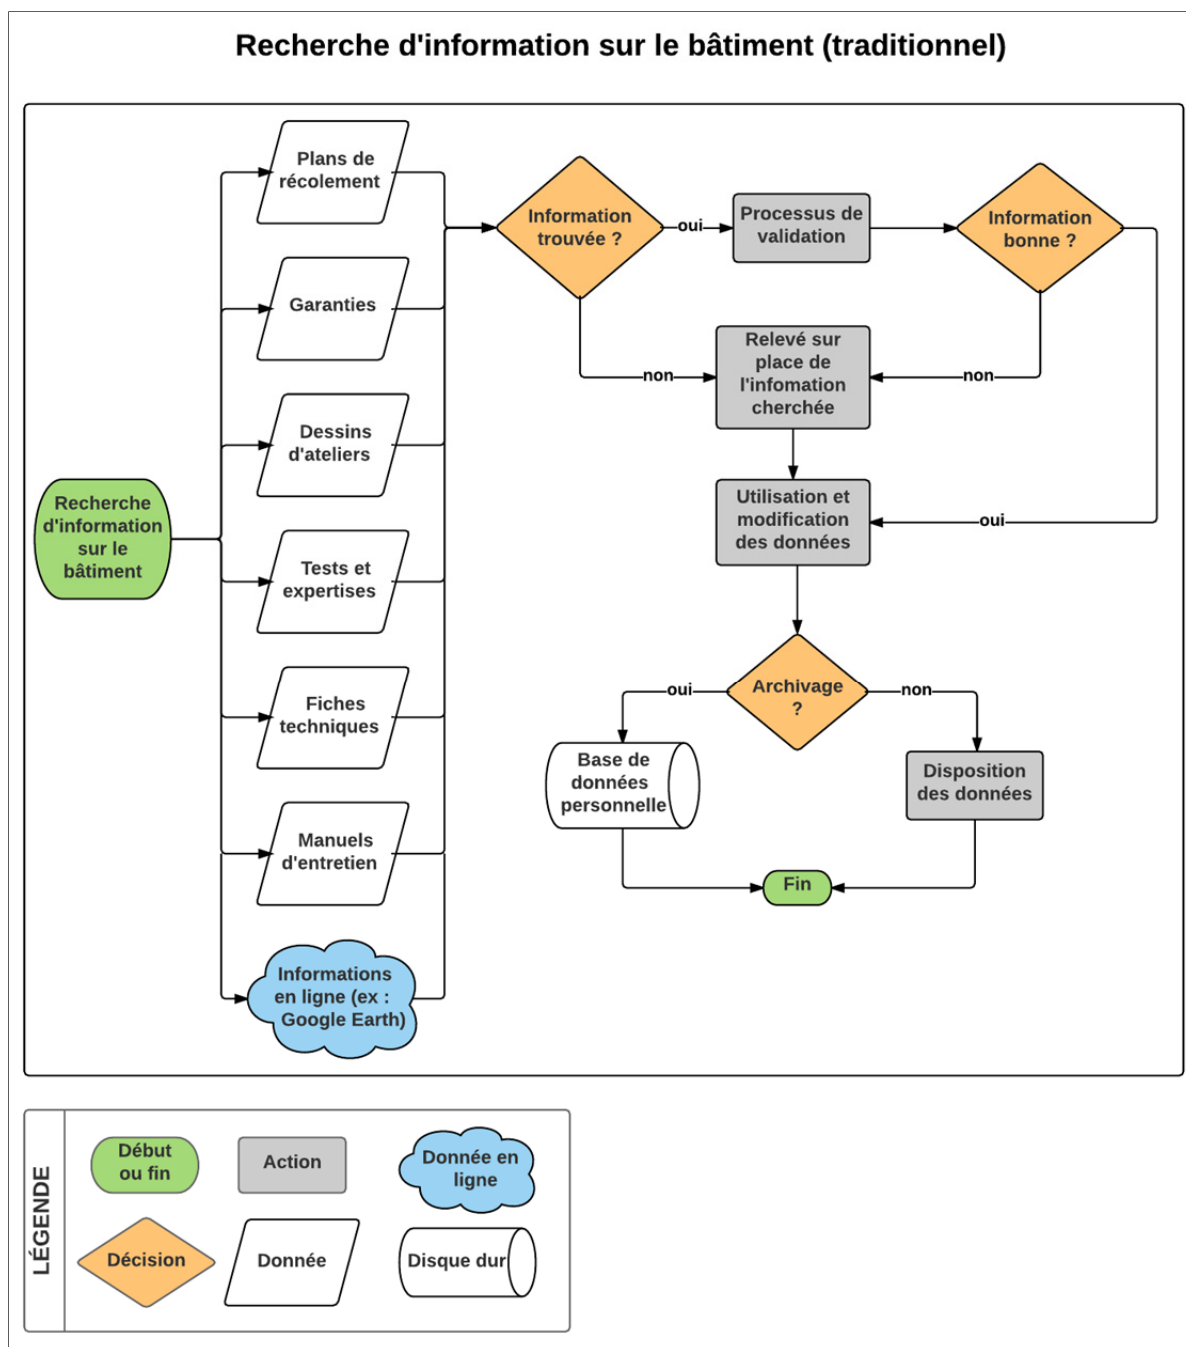 Recherche d'information sur le bâtiment (traditionnel)
Recherche
d'information
sur le
bâtiment
Plans de
récolement
Garanties
Dessins
d'ateliers
Tests et
expertises
Fiches
techniques
Manuels
d'entretien
Informations
en ligne (ex :
Google Earth)
Information
trouvée ?
oui
Processus de
validation
Information
bonne ?
non
Relevé sur
place de
l'infomation
cherchée
non
Utilisation et
modification
des données
oui
Archivage
?
oui
non
Base de
données
personnelle
Disposition
des données
Fin
LÉGENDE
Début
ou fin
Action
Donnée en
ligne
Décision
Donnée
Disque dur